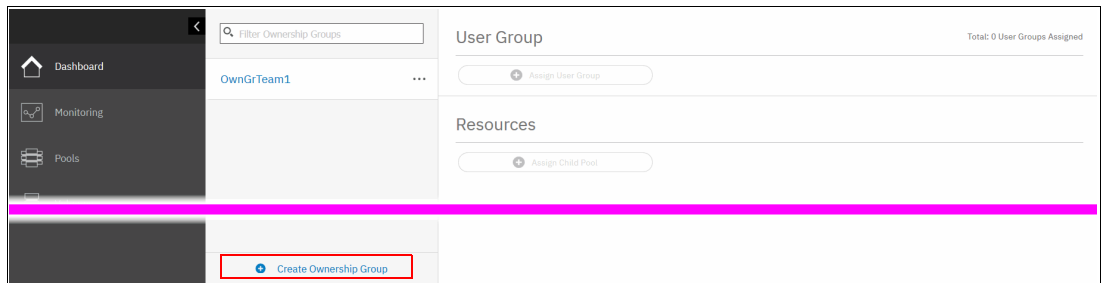 Filter Ownership Groups
User Group
Total: 0 User Groups Assigned
Dashboard
OwnGrTeam1
Assign User Group
Monitoring
Resources
Pools
Assign Child Pool
Create Ownership Group